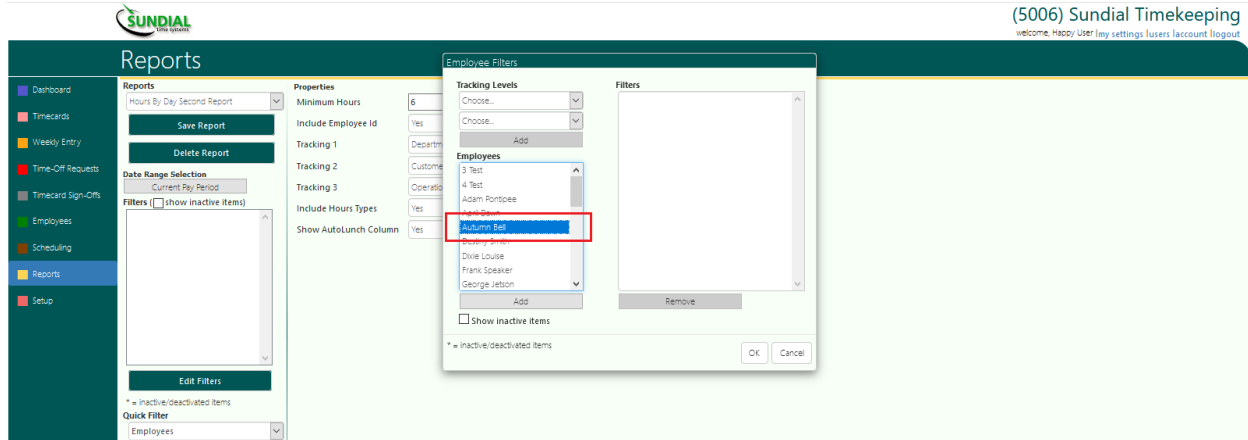 SUNDIAL
time systems
(5006) Sundial Timekeeping
welcome, Happy User |my settings |users |account |logout
Reports
Dashboard
Timecards
Weekly Entry
Time-Off Requests
Timecard Sign-Offs
Employees
Scheduling
Reports
Setup
Reports
Hours By Day Second Report
Save Report
Delete Report
Date Range Selection
Current Pay Period
Filters ( show inactive items)
Edit Filters
* = inactive/deactivated items
Quick Filter
Employees
Properties
Minimum Hours 6
Include Employee Id Yes
Tracking 1 Departm
Tracking 2 Custome
Tracking 3 Operatio
Include Hours Types Yes
Show AutoLunch Column Yes
Employee Filters
Tracking Levels
Choose...
Choose...
Add
Employees
3 Test
4 Test
Adam Pontipee
April Dawn
Autumn Bell
Destiny Smith
Dixie Louise
Frank Speaker
George Jetson
Add
Show inactive items
* = inactive/deactivated items
Filters
Remove
OK
Cancel